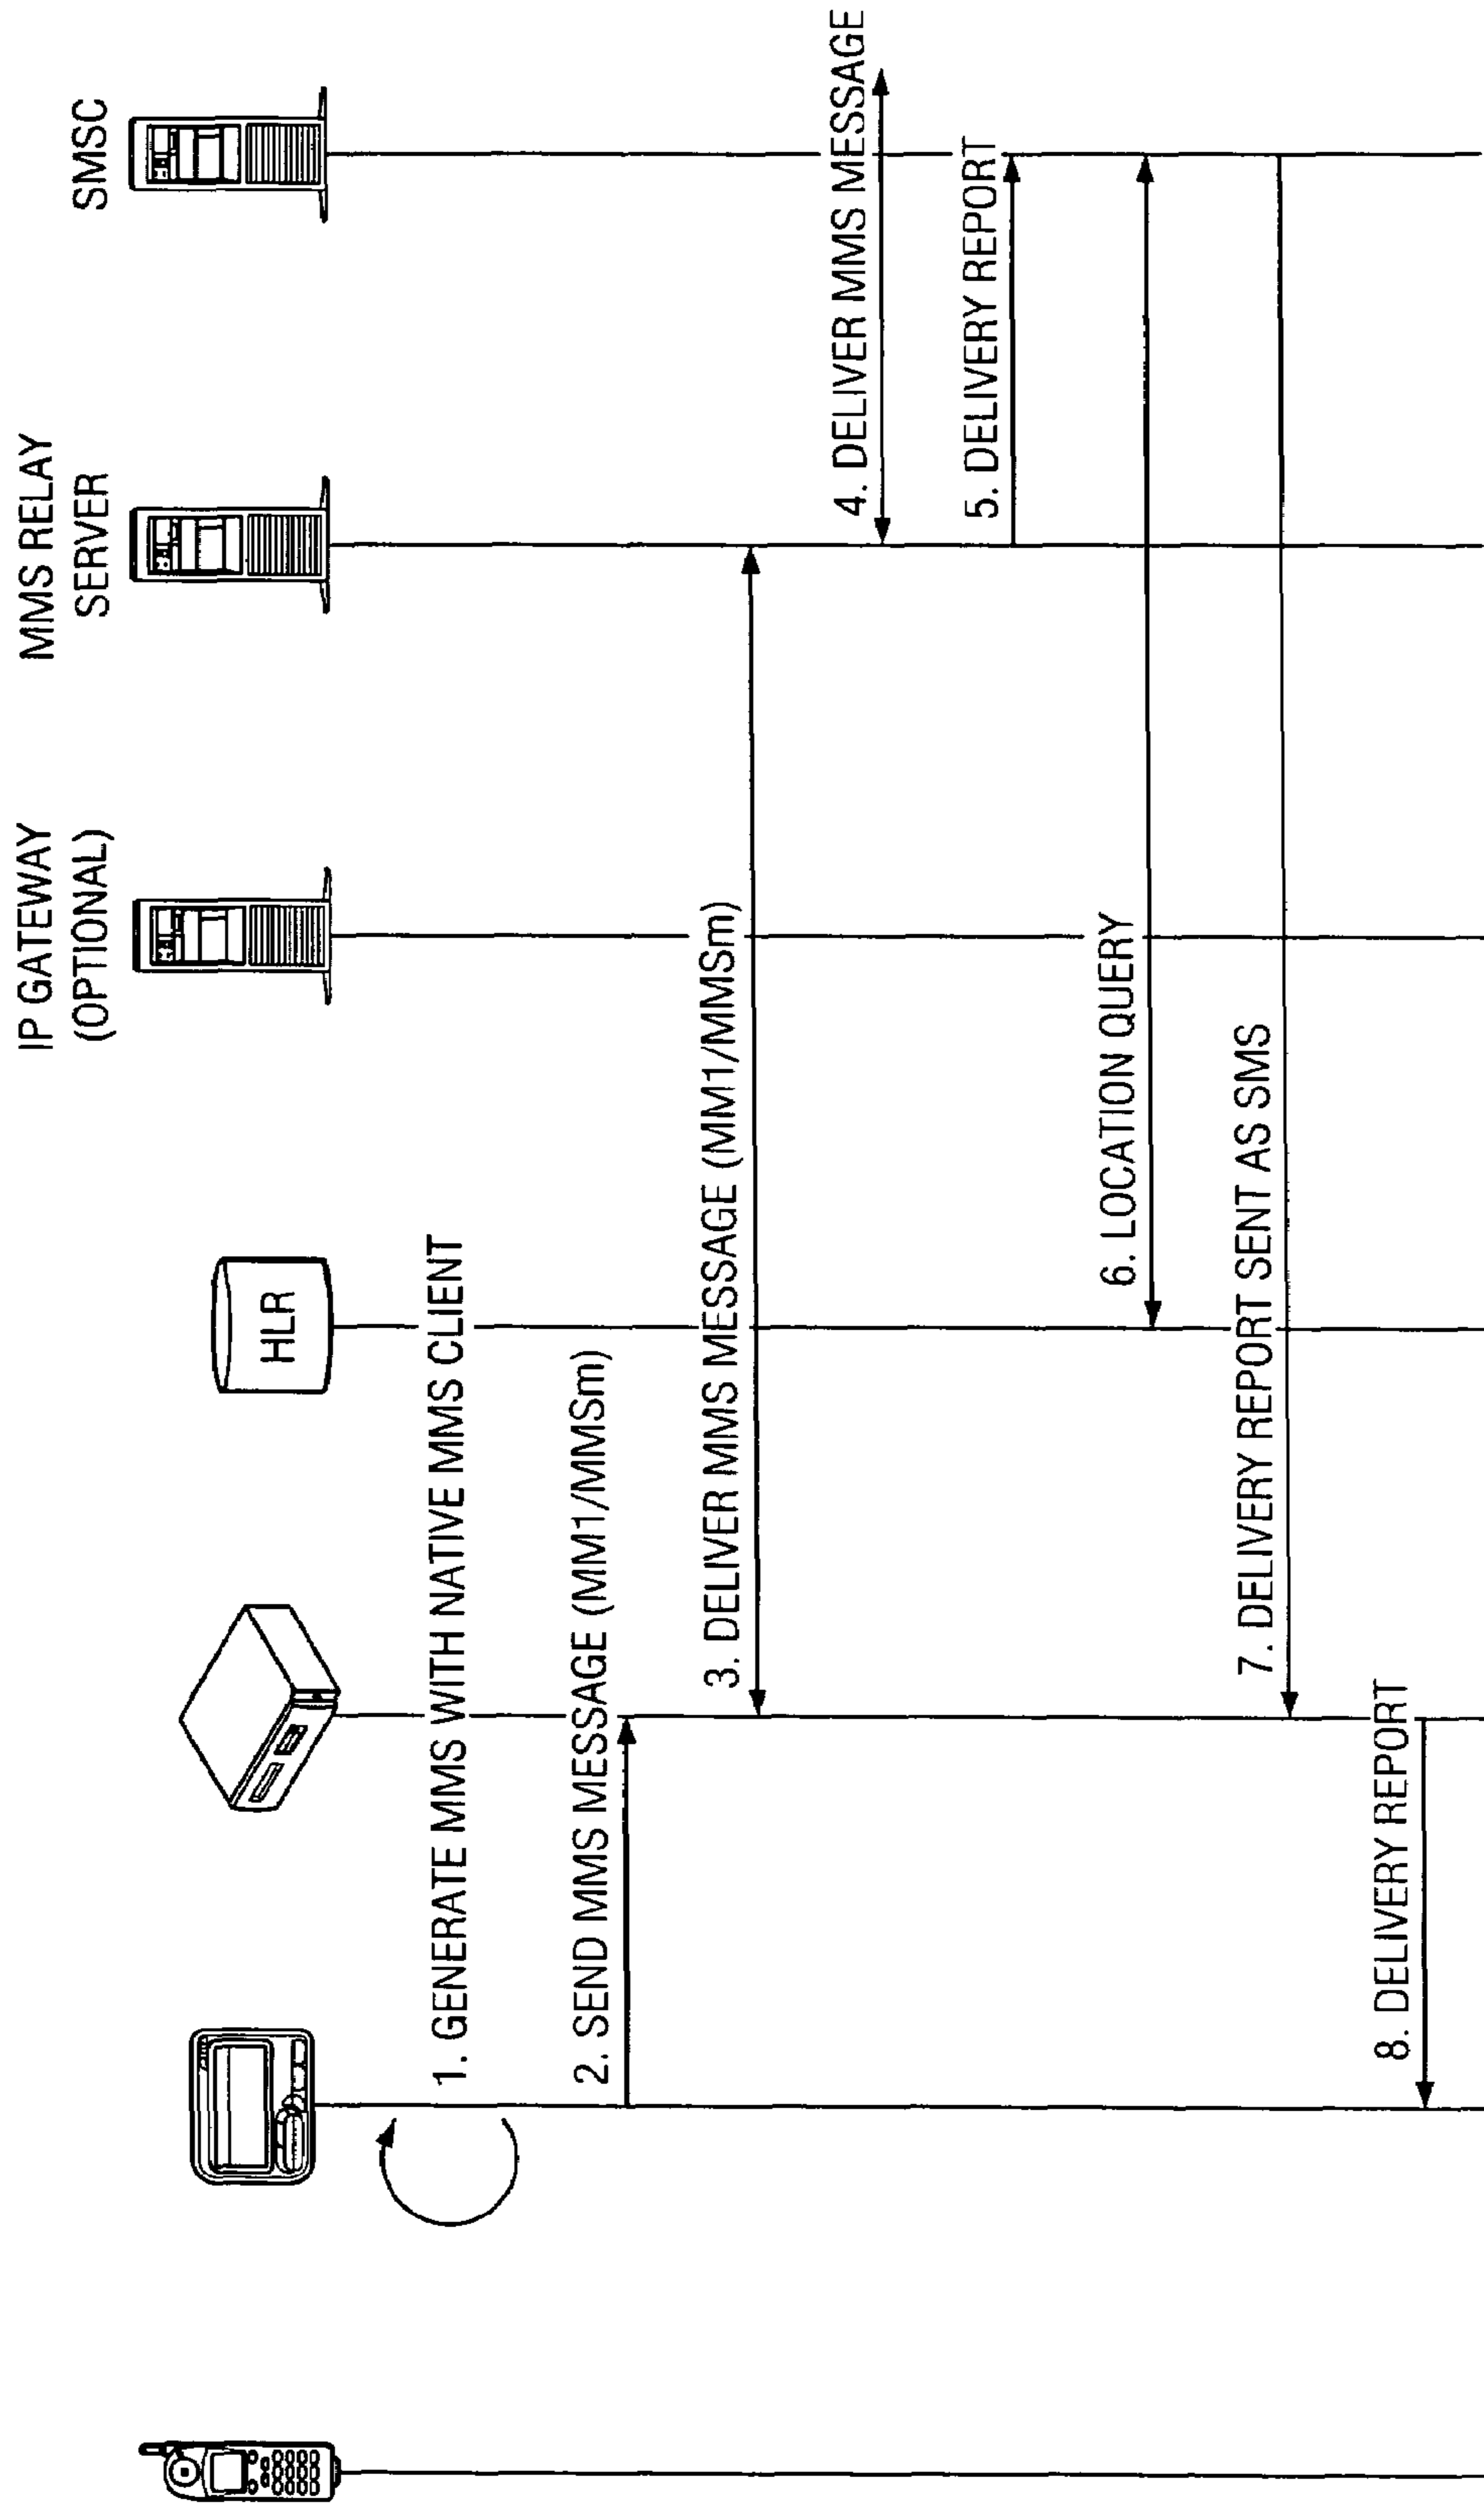 HLR
IP GATEWAY
(OPTIONAL)
MMS RELAY
SERVER
SMSC
1. GENERATE MMS WITH NATIVE MMS CLIENT
2. SEND MMS MESSAGE (MM1/MMSm)
3. DELIVER MMS MESSAGE (MM1/MMSm)
4. DELIVER MMS MESSAGE
5. DELIVERY REPORT
6. LOCATION QUERY
7. DELIVERY REPORT SENT AS SMS
8. DELIVERY REPORT